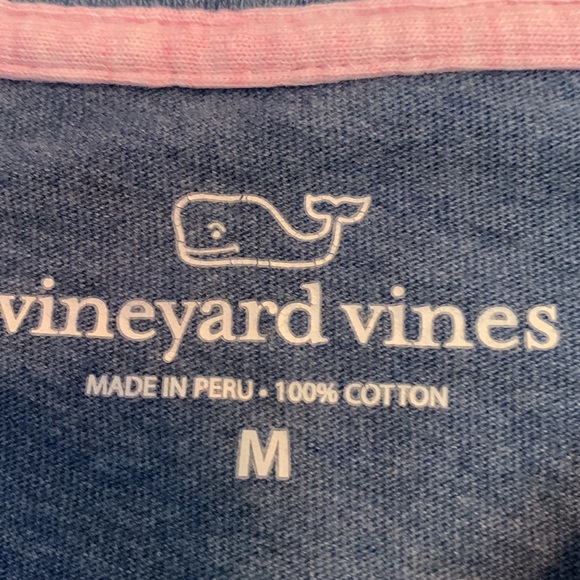 vineyard vines
MADE IN PERU • 100% COTTON
M